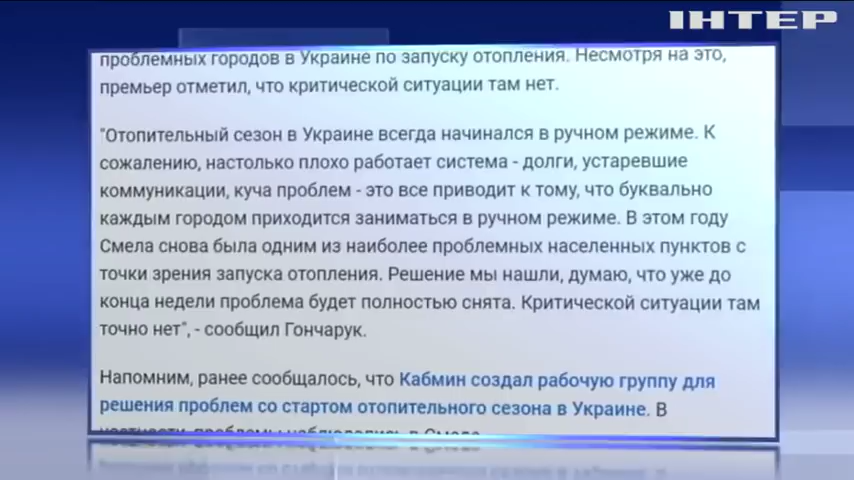 ІНТЕР
проблемных городов в Украине по запуску отопления. Несмотря на это,
премьер отметил, что критической ситуации там нет.
"Отопительный сезон в Украине всегда начинался в ручном режиме. К
сожалению, настолько плохо работает система - долги, устаревшие
коммуникации, куча проблем - это все приводит к тому, что буквально
каждым городом приходится заниматься в ручном режиме. В этом году
Смела снова была одним из наиболее проблемных населенных пунктов с
точки зрения запуска отопления. Решение мы нашли, думаю, что уже до
конца недели проблема будет полностью снята. Критической ситуации там
точно нет", - сообщил Гончарук.
Напомним, ранее сообщалось, что Кабмин создал рабочую группу для
решения проблем со стартом отопительного сезона в Украине. В
частности, проблемы наблюдались в Смела